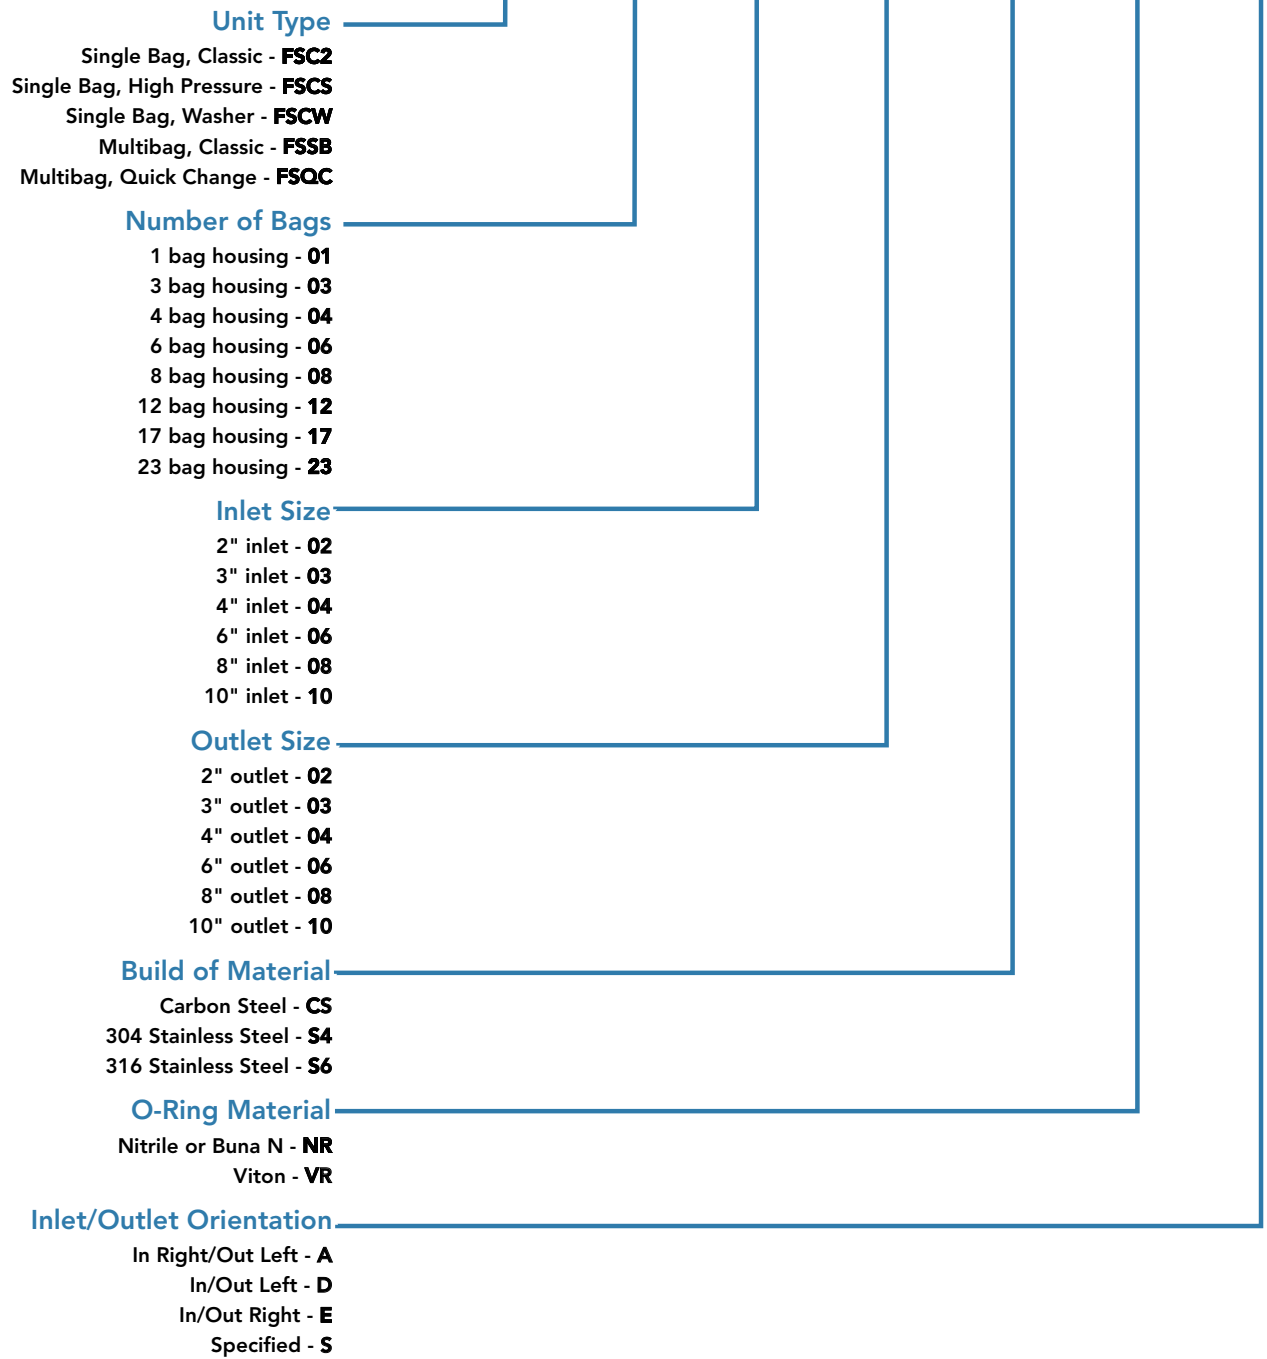 Unit Type
Single Bag, Classic - FSC2
Single Bag, High Pressure - FSCS
Single Bag, Washer - FSCW
Multibag, Classic - FSSB
Multibag, Quick Change - FSQC
Number of Bags
1 bag housing - 01
3 bag housing - 03
4 bag housing - 04
6 bag housing - 06
8 bag housing - 08
12 bag housing - 12
17 bag housing - 17
23 bag housing - 23
Inlet Size
2" inlet - 02
3" inlet - 03
4" inlet - 04
6" inlet - 06
8" inlet - 08
10" inlet - 10
Outlet Size
2" outlet - 02
3" outlet - 03
4" outlet - 04
6" outlet - 06
8" outlet - 08
10" outlet - 10
Build of Material
Carbon Steel - CS
304 Stainless Steel - S4
316 Stainless Steel - S6
O-Ring Material
Nitrile or Buna N - NR
Viton - VR
Inlet/Outlet Orientation
In Right/Out Left - A
In/Out Left - D
In/Out Right - E
Specified - S